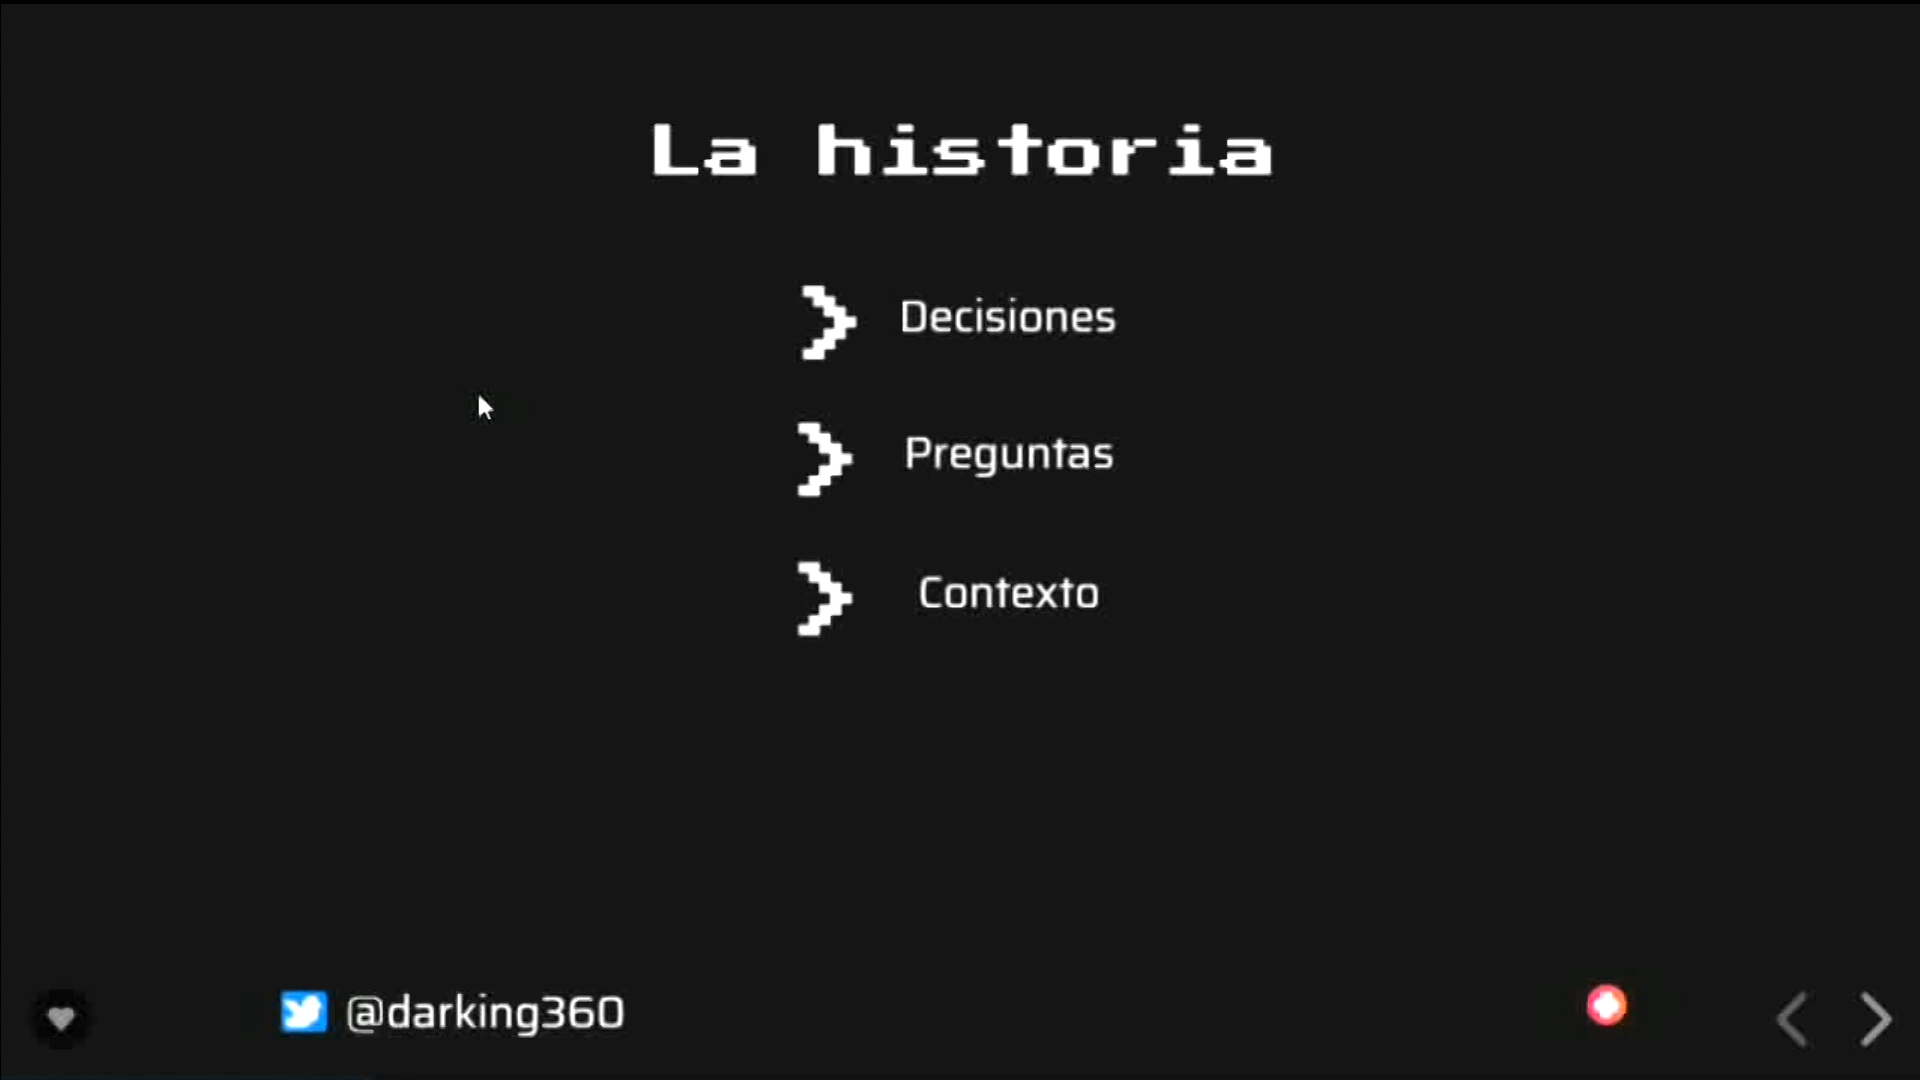 La historia
Decisiones
Preguntas
Contexto
@darking360